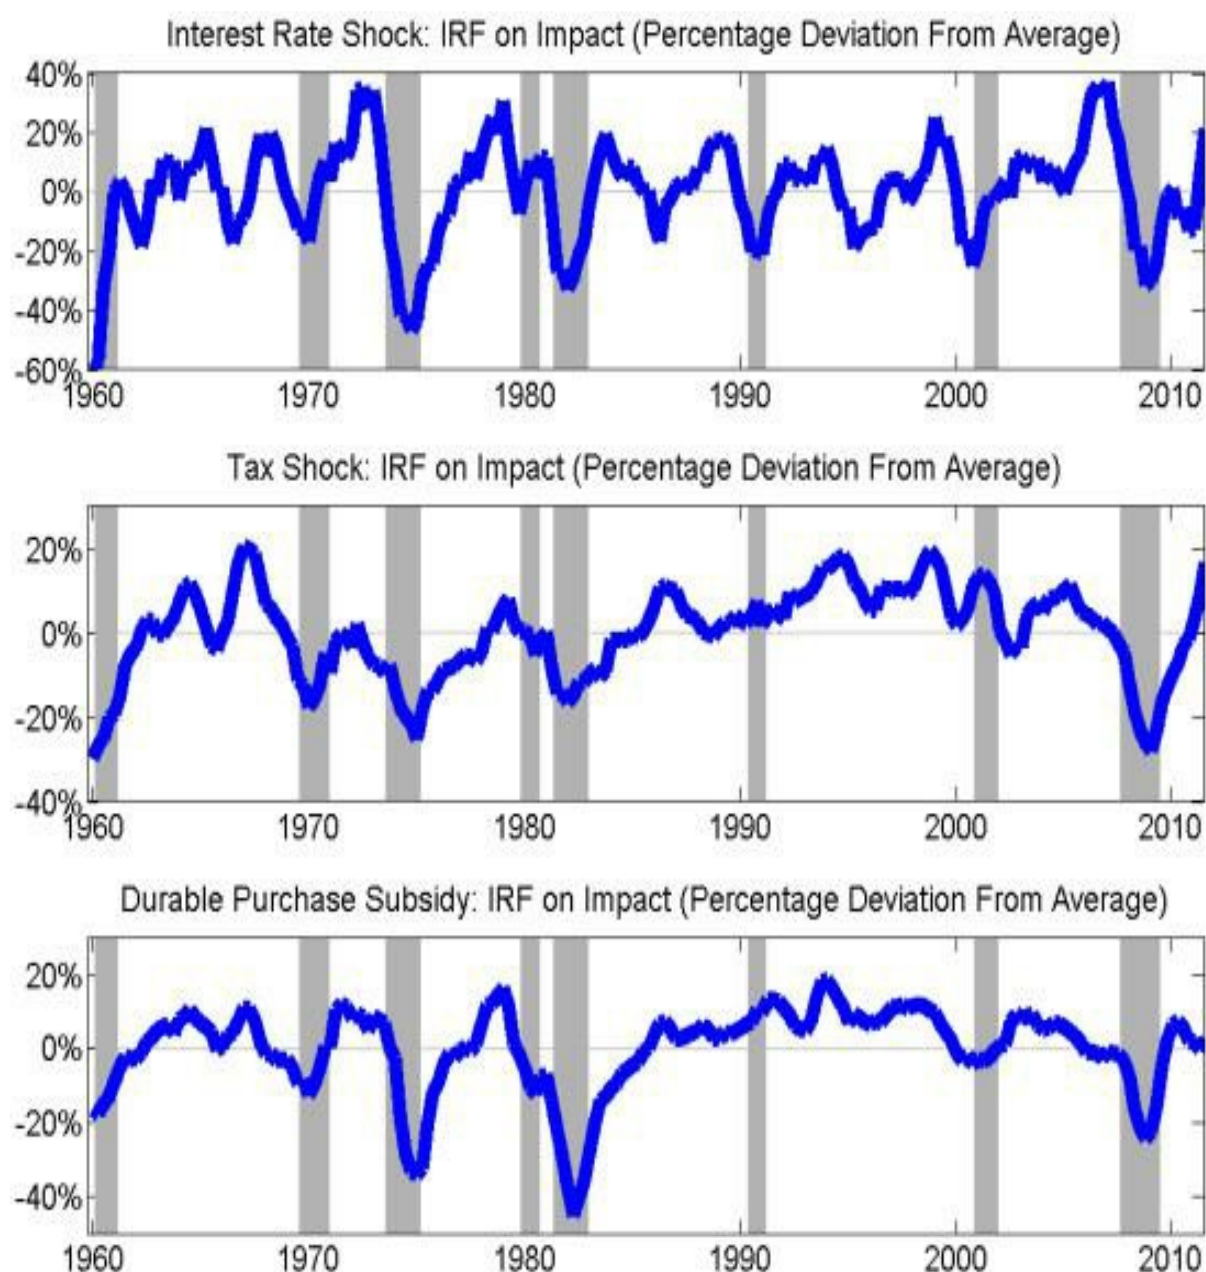 Interest Rate Shock: IRF on Impact (Percentage Deviation From Average)
40%
20%
0%
-20%
-40%
-60%
1960 1970 1980 1990 2000 2010
Tax Shock: IRF on Impact (Percentage Deviation From Average)
20%
0%
-20%
-40%
1960 1970 1980 1990 2000 2010
Durable Purchase Subsidy: IRF on Impact (Percentage Deviation From Average)
20%
0%
-20%
-40%
1960 1970 1980 1990 2000 2010